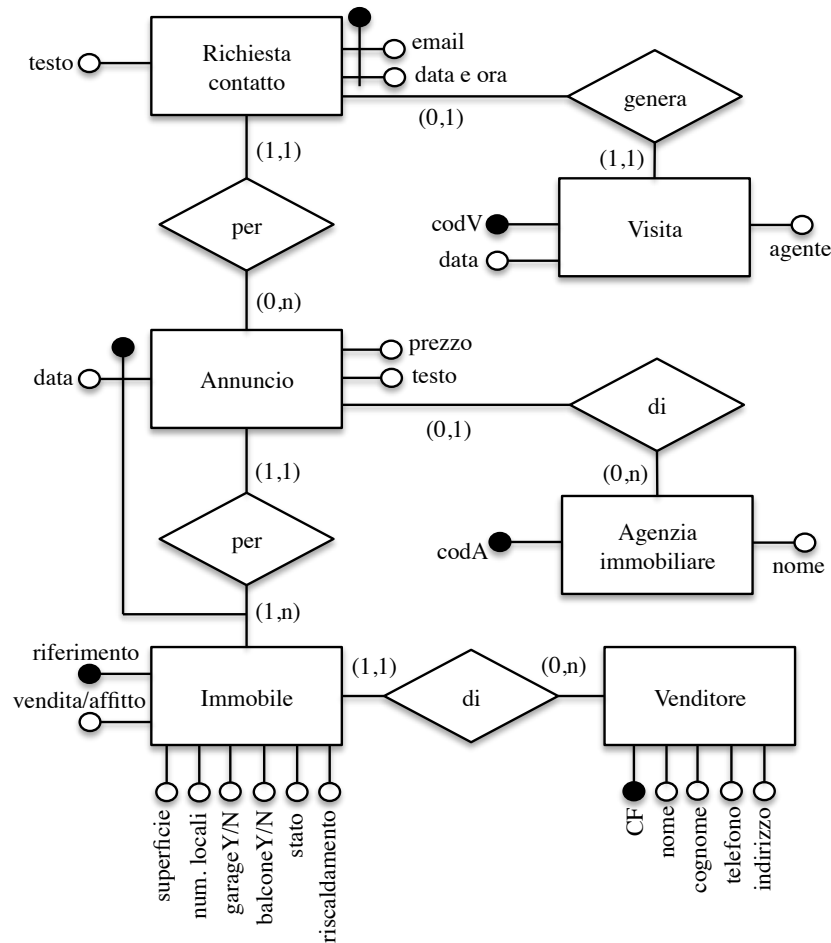 Richiesta
contatto
testo
email
data e ora
(0,1)
genera
(1,1)
(1,1)
codV
Visita
data
agente
per
(0,n)
prezzo
data
Annuncio
testo
(0,1)
di
(1,1)
(0,n)
per
codA
Agenzia
immobiliare
nome
(1,n)
riferimento
vendita/affitto
Immobile
(1,1)
di
(0,n)
Venditore
superficie
num. locali
garageY/N
balconeY/N
stato
riscaldamento
CF
nome
cognome
telefono
indirizzo